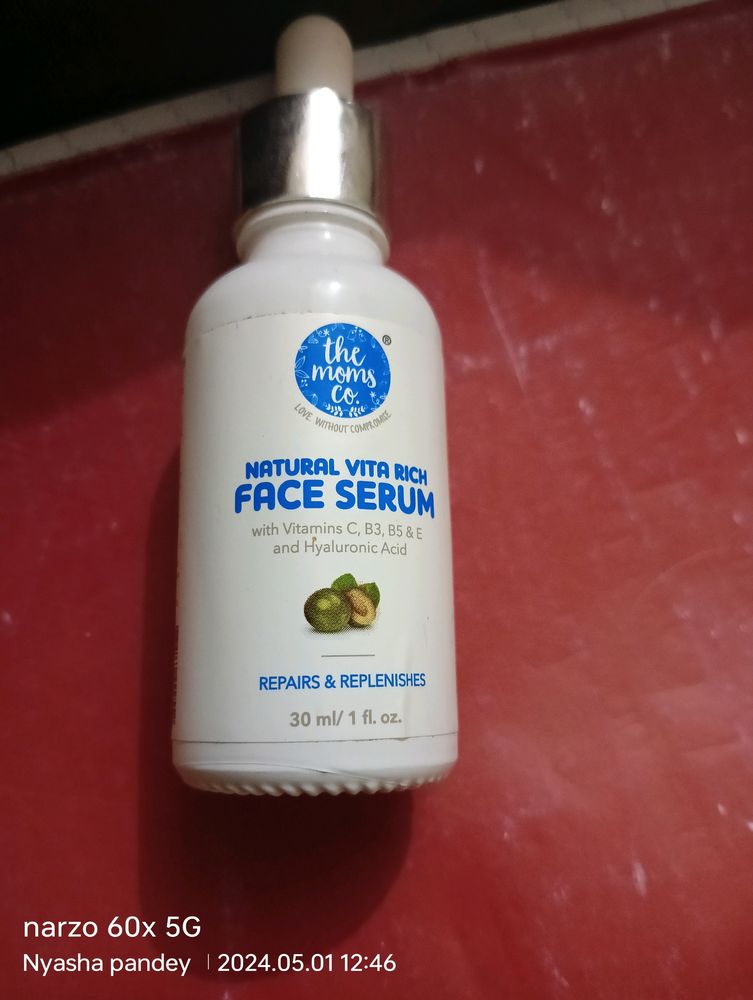 the
moms
co.
®
LOVE. WITHOUT COMPROMISE
NATURAL VITA RICH
FACE SERUM
with Vitamins C, B3, B5 & E
and Hyaluronic Acid
REPAIRS & REPLENISHES
30 ml/ 1 fl. oz.
narzo 60x 5G
Nyasha pandey | 2024.05.01 12:46